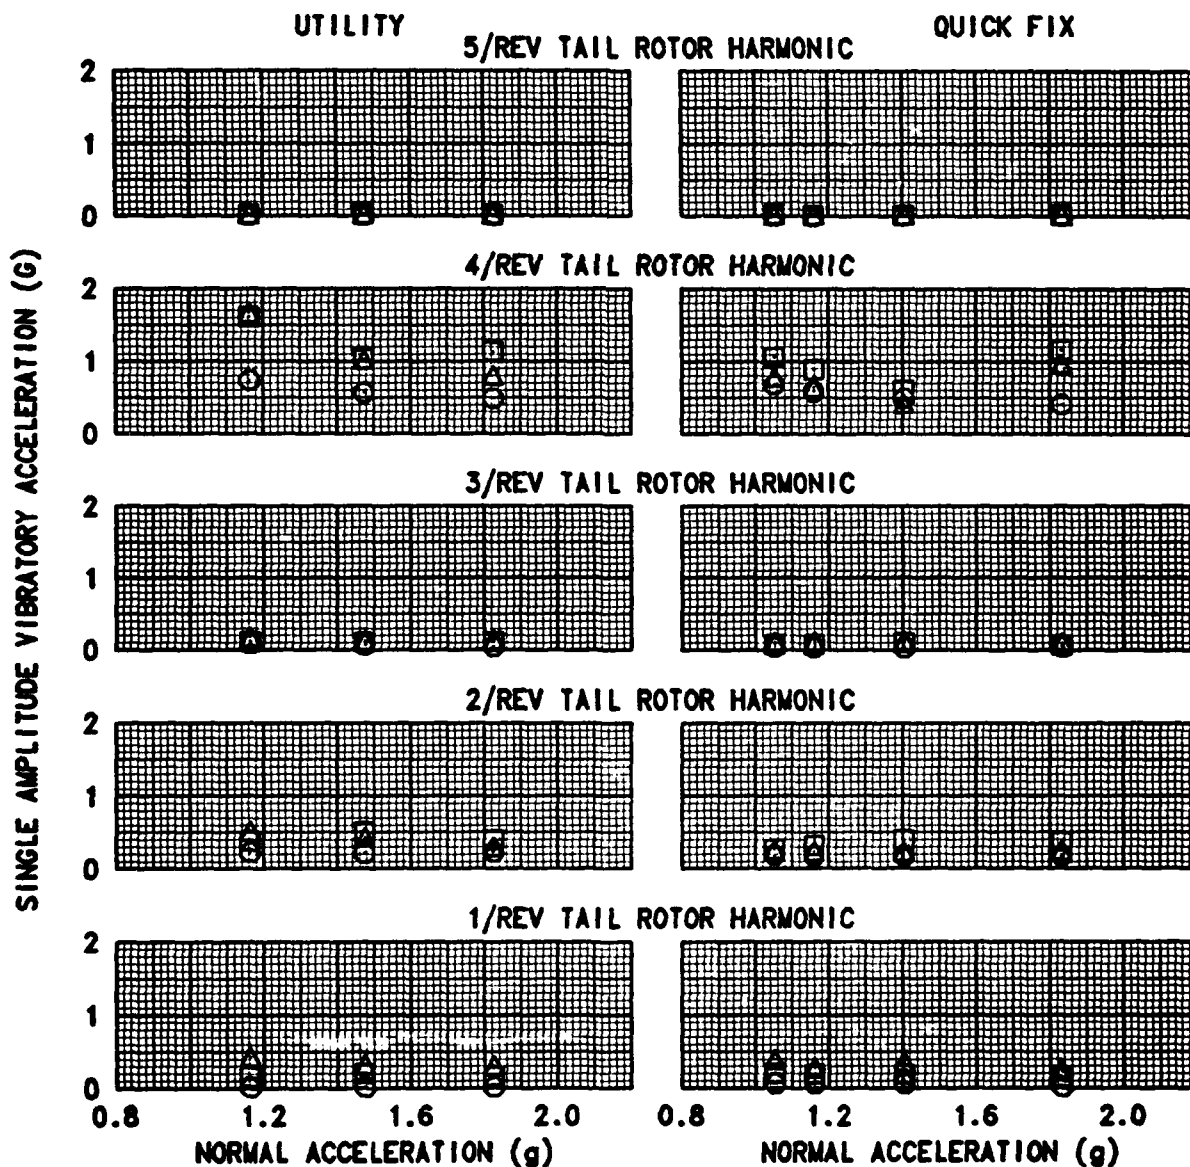 UTILITY QUICK FIX
5/REV TAIL ROTOR HARMONIC
2
1
0
4/REV TAIL ROTOR HARMONIC
2
1
0
3/REV TAIL ROTOR HARMONIC
2
1
0
2/REV TAIL ROTOR HARMONIC
2
1
0
1/REV TAIL ROTOR HARMONIC
2
1
0
SINGLE AMPLITUDE VIBRATORY ACCELERATION (G)
0.8 1.2 1.6 2.0 0.8 1.2 1.6 2.0
NORMAL ACCELERATION (g) NORMAL ACCELERATION (g)